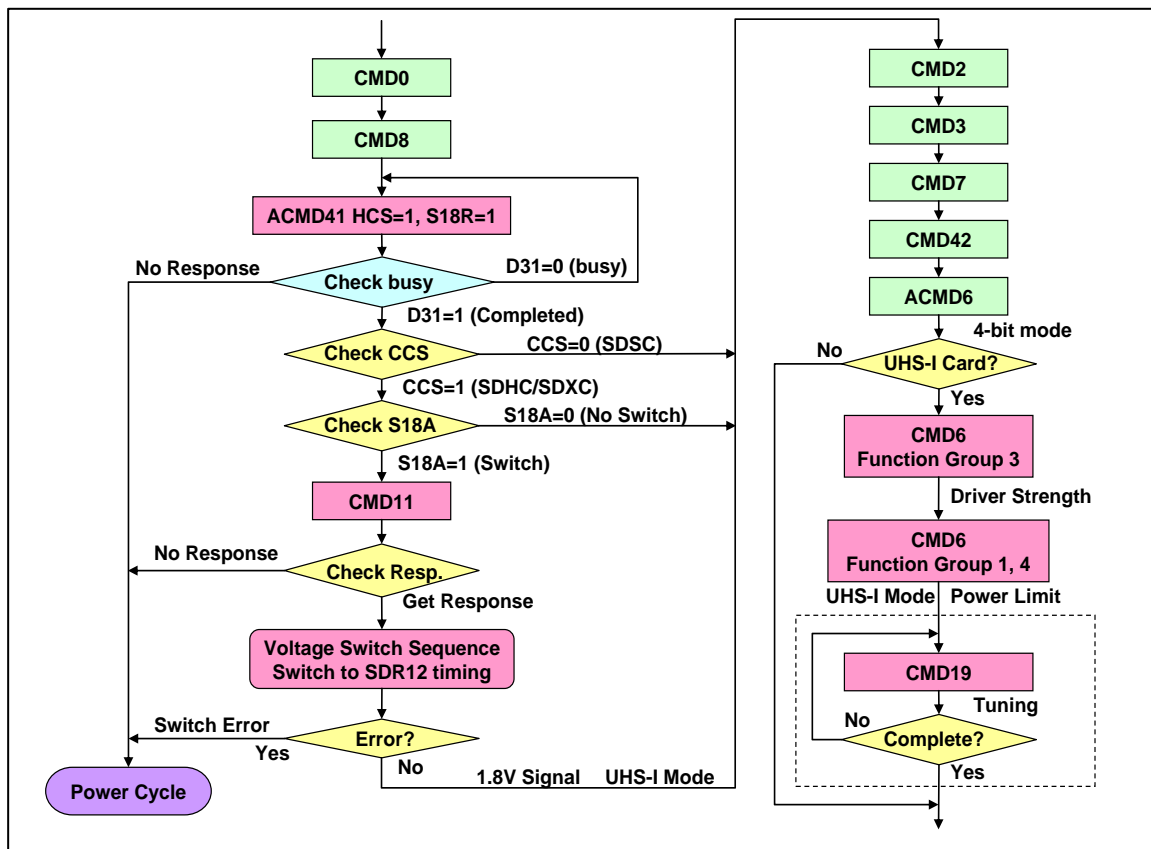 CMD0
CMD8
ACMD41 HCS=1, S18R=1
No Response
D31=0 (busy)
Check busy
D31=1 (Completed)
Check CCS
CCS=0 (SDSC)
CCS=1 (SDHC/SDXC)
Check S18A
S18A=0 (No Switch)
S18A=1 (Switch)
CMD11
No Response
Check Resp.
Get Response
Voltage Switch Sequence
Switch to SDR12 timing
Switch Error
Yes
Error?
No
1.8V Signal UHS-I Mode
Power Cycle
CMD2
CMD3
CMD7
CMD42
ACMD6
4-bit mode
No
UHS-I Card?
Yes
CMD6
Function Group 3
Driver Strength
CMD6
Function Group 1, 4
UHS-I Mode Power Limit
CMD19
Tuning
No
Complete?
Yes